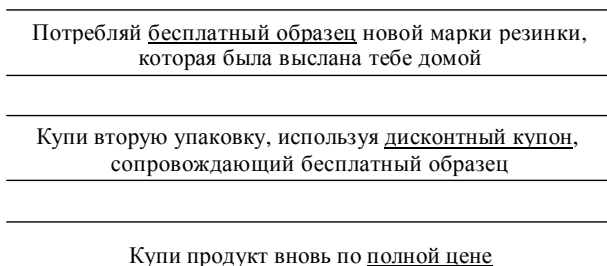 Потребляй бесплатный образец новой марки резинки,
которая была выслана тебе домой
Купи вторую упаковку, используя дисконтный купон,
сопровождающий бесплатный образец
Купи продукт вновь по полной цене